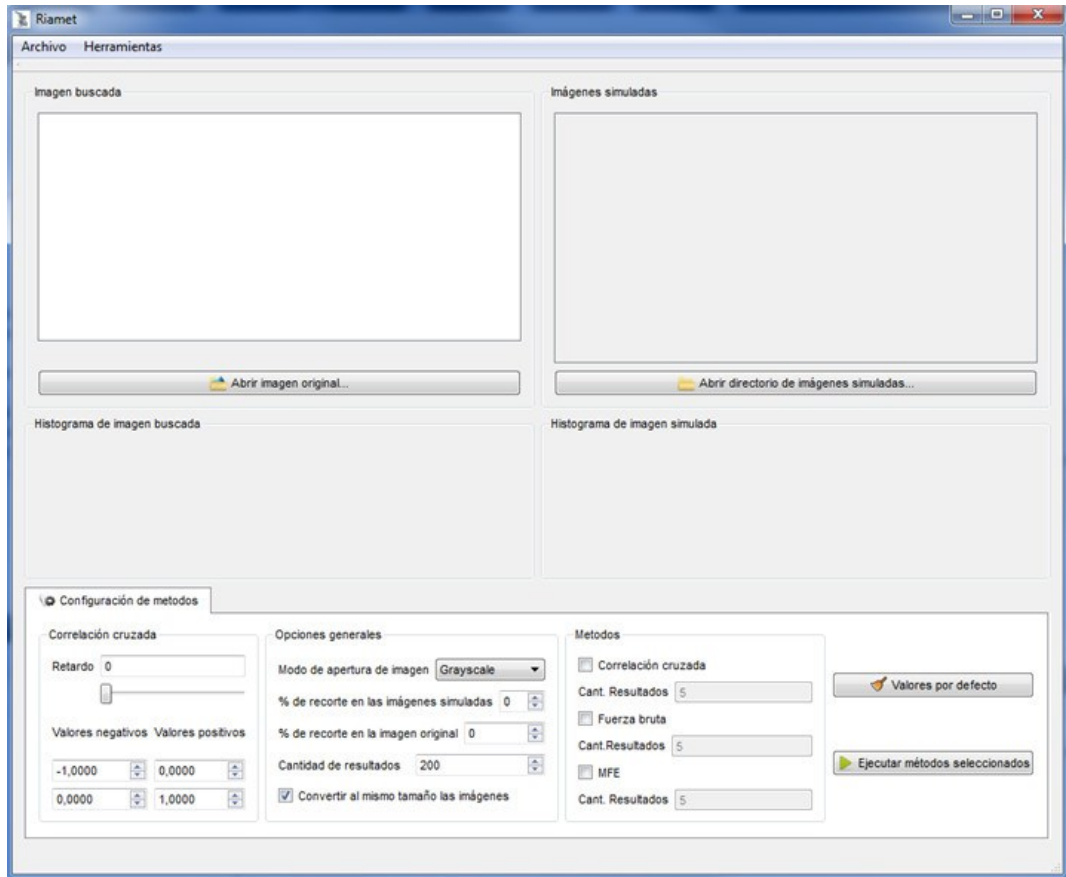 Riamet
Archivo Herramientas
Imagen buscada
Imágenes simuladas
Abrir imagen original...
Abrir directorio de imágenes simuladas...
Histograma de imagen buscada
Histograma de imagen simulada
Configuración de metodos
Correlación cruzada
Retardo 0
Valores negativos Valores positivos
-1,0000 0,0000
0,0000 1,0000
Opciones generales
Modo de apertura de imagen Grayscale
% de recorte en las imágenes simuladas 0
% de recorte en la imagen original 0
Cantidad de resultados 200
Convertir al mismo tamaño las imágenes
Metodos
Correlación cruzada
Cant. Resultados 5
Fuerza bruta
Cant.Resultados 5
MFE
Cant. Resultados 5
Valores por defecto
Ejecutar métodos seleccionados